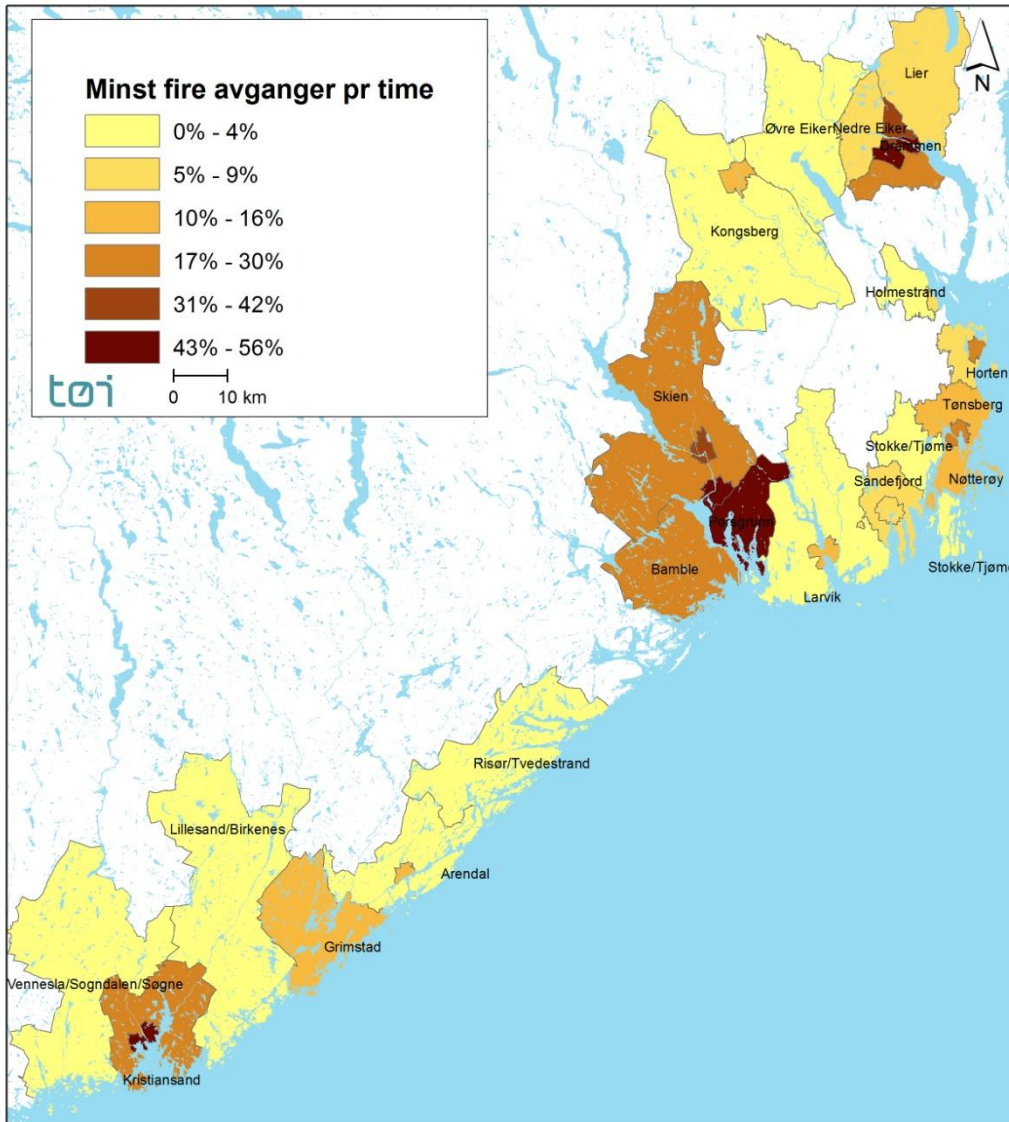 Minst fire avganger pr time
0% - 4%
5% - 9%
10% - 16%
17% - 30%
31% - 42%
43% - 56%
tøi
0 10 km
N
Lier
Øvre Eiker
Nedre Eiker
Drammen
Kongsberg
Holmestrand
Horten
Skien
Tønsberg
Stokke/Tjøme
Sandefjord
Nøtterøy
Porsgrunn
Bamble
Stokke/Tjøme
Larvik
Risør/Tvedestrand
Lillesand/Birkenes
Arendal
Grimstad
Vennesla/Sogndalen/Søgne
Kristiansand